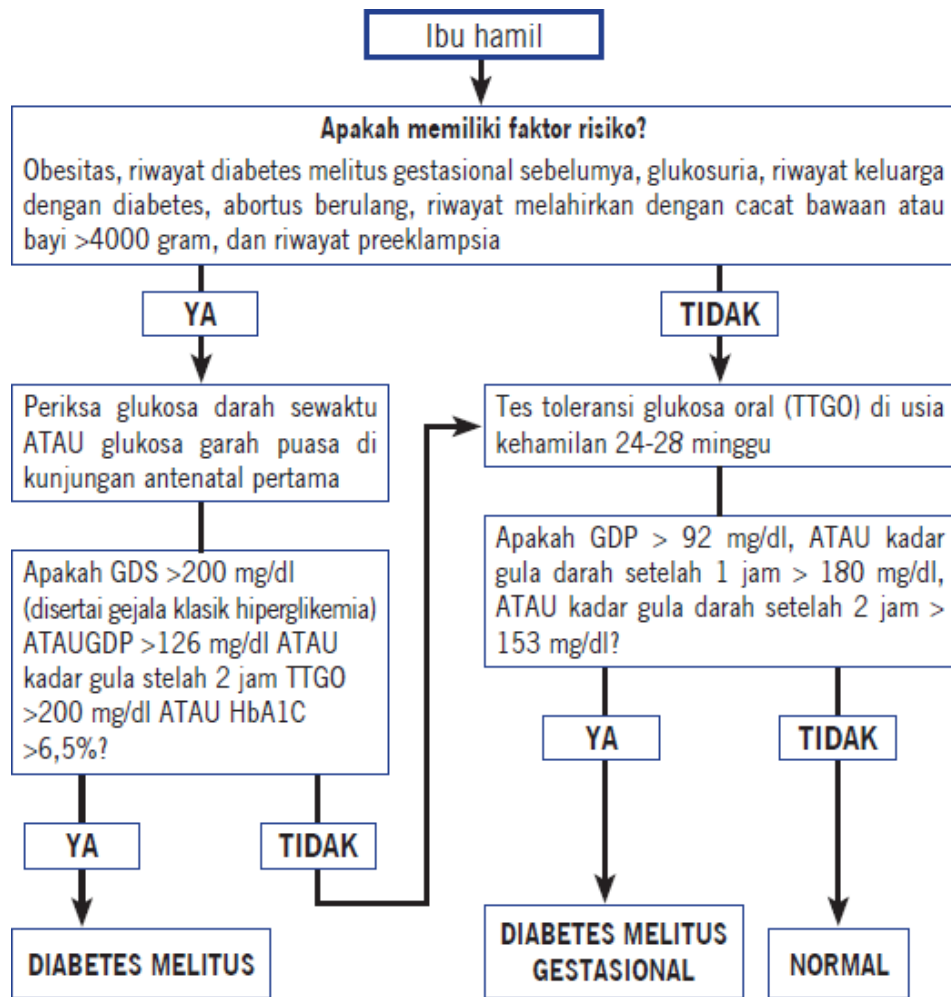 Ibu hamil
Apakah memiliki faktor risiko?
Obesitas, riwayat diabetes melitus gestasional sebelumya, glukosuria, riwayat keluarga
dengan diabetes, abortus berulang, riwayat melahirkan dengan cacat bawaan atau
bayi >4000 gram, dan riwayat preeklampsia
YA
TIDAK
Periksa glukosa darah sewaktu
ATAU glukosa garah puasa di
kunjungan antenatal pertama
Tes toleransi glukosa oral (TTGO) di usia
kehamilan 24-28 minggu
Apakah GDS >200 mg/dl
(disertai gejala klasik hiperglikemia)
ATAUGDP >126 mg/dl ATAU
kadar gula stelah 2 jam TTGO
>200 mg/dl ATAU HbA1C
>6,5%?
Apakah GDP > 92 mg/dl, ATAU kadar
gula darah setelah 1 jam > 180 mg/dl,
ATAU kadar gula darah setelah 2 jam >
153 mg/dl?
YA
TIDAK
YA
TIDAK
DIABETES MELITUS
DIABETES MELITUS
GESTASIONAL
NORMAL